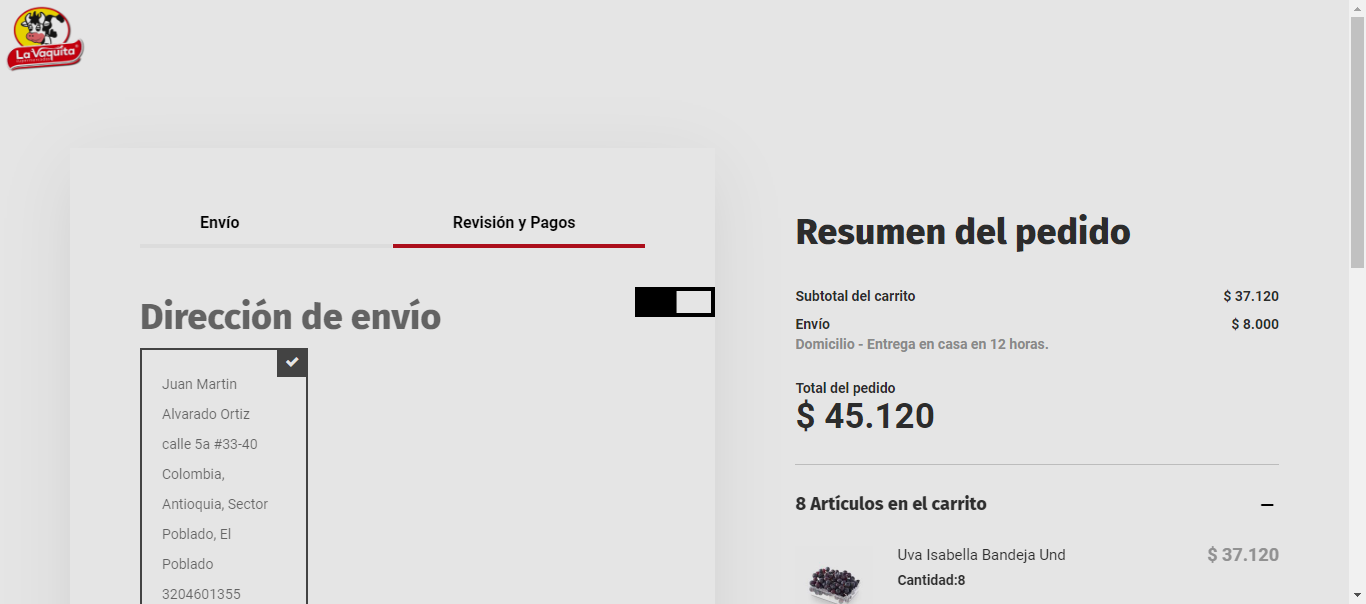 La Vaquita
Envío
Revisión y Pagos
Dirección de envío
Juan Martin
Alvarado Ortiz
calle 5a #33-40
Colombia,
Antioquia, Sector
Poblado, El
Poblado
3204601355
Resumen del pedido
Subtotal del carrito $ 37.120
Envío $ 8.000
Domicilio - Entrega en casa en 12 horas.
Total del pedido
$ 45.120
8 Artículos en el carrito
Uva Isabella Bandeja Und $ 37.120
Cantidad:8